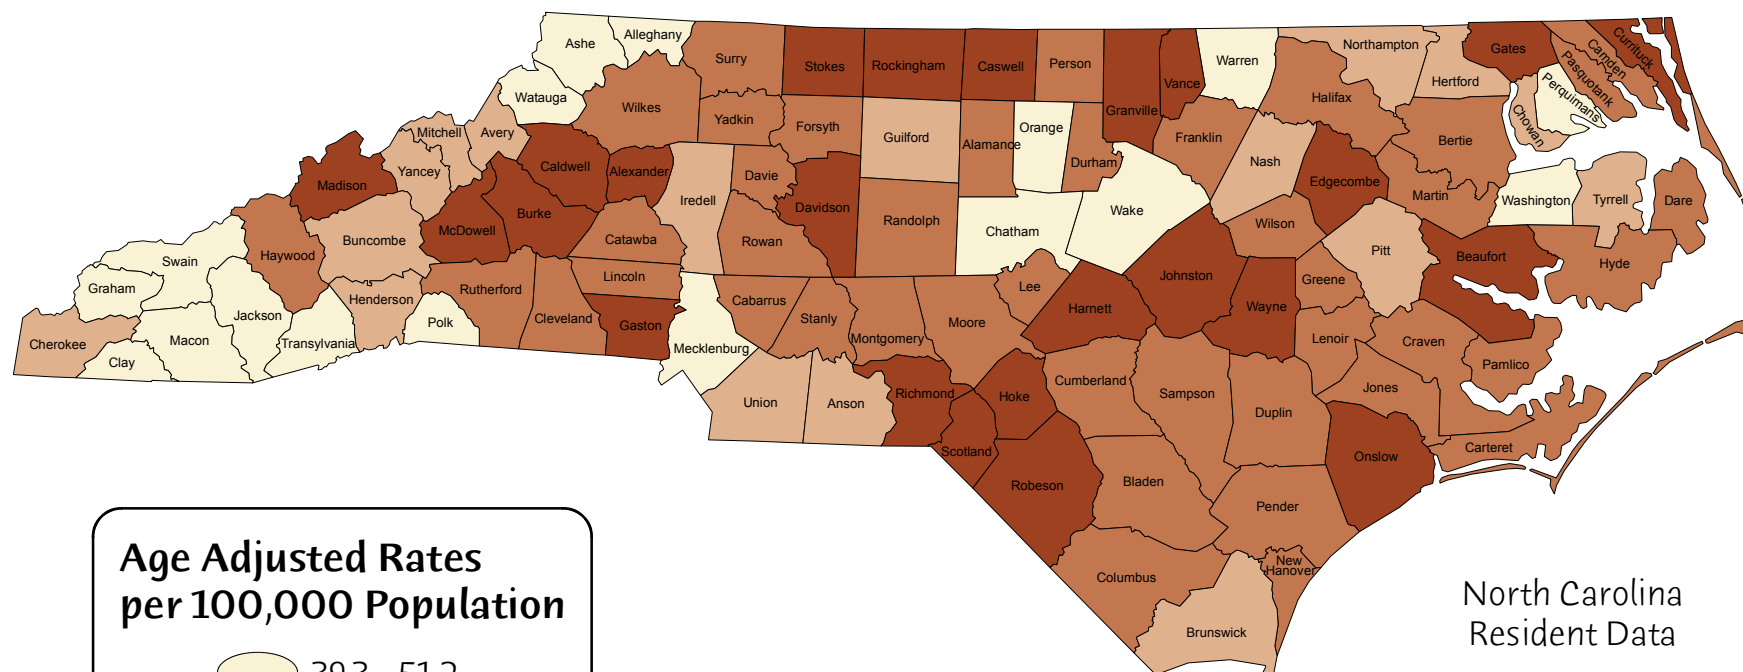 Ashe
Alleghany
Surry
Stokes
Rockingham
Caswell
Person
Granville
Vance
Warren
Northampton
Hertford
Gates
Camden
Currituck
Pasquotank
Perquimans
Chowan
Watauga
Wilkes
Yadkin
Forsyth
Guilford
Alamance
Orange
Durham
Franklin
Halifax
Bertie
Mitchell
Avery
Yancey
Caldwell
Alexander
Iredell
Davie
Davidson
Randolph
Chatham
Wake
Nash
Edgecombe
Martin
Washington
Tyrrell
Dare
Madison
Buncombe
McDowell
Burke
Catawba
Rowan
Wilson
Pitt
Beaufort
Hyde
Swain
Haywood
Graham
Jackson
Henderson
Rutherford
Lincoln
Cleveland
Gaston
Cabarrus
Stanly
Montgomery
Moore
Lee
Harnett
Johnston
Wayne
Greene
Lenoir
Craven
Pamlico
Cherokee
Clay
Macon
Transylvania
Polk
Mecklenburg
Union
Anson
Richmond
Hoke
Scotland
Cumberland
Sampson
Duplin
Jones
Onslow
Carteret
Robeson
Bladen
Pender
Columbus
New
Hanover
Brunswick
Age Adjusted Rates
per 100,000 Population
North Carolina
Resident Data